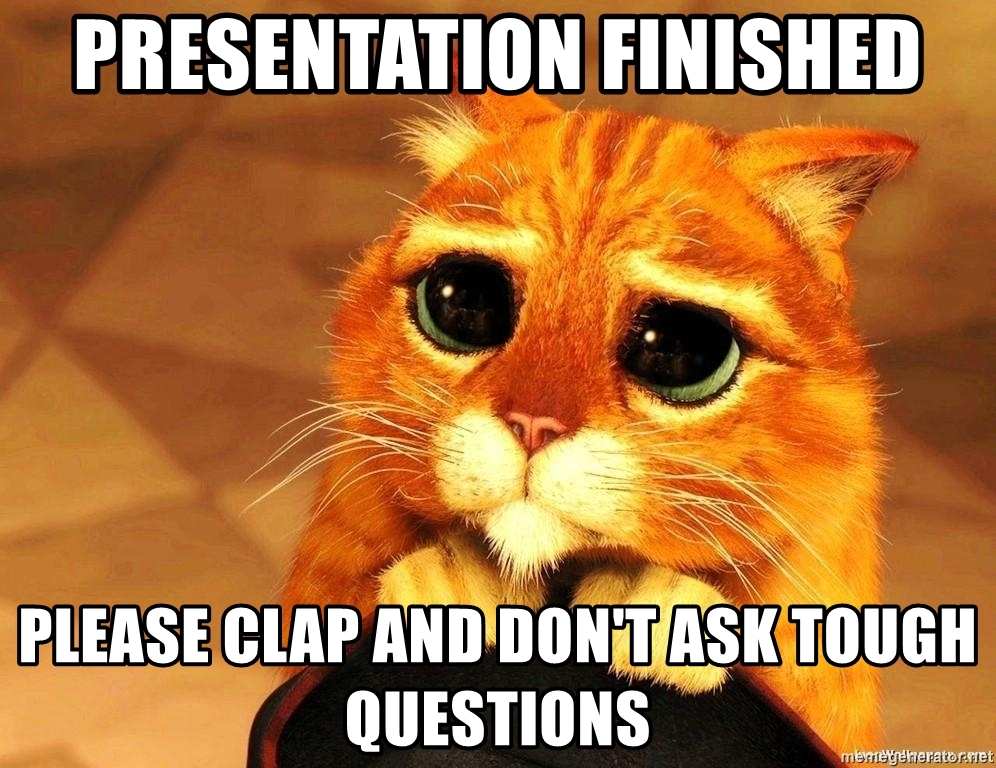 PRESENTATION FINISHED
PLEASE CLAP AND DON'T ASK TOUGH
QUESTIONS
memegenerator.net